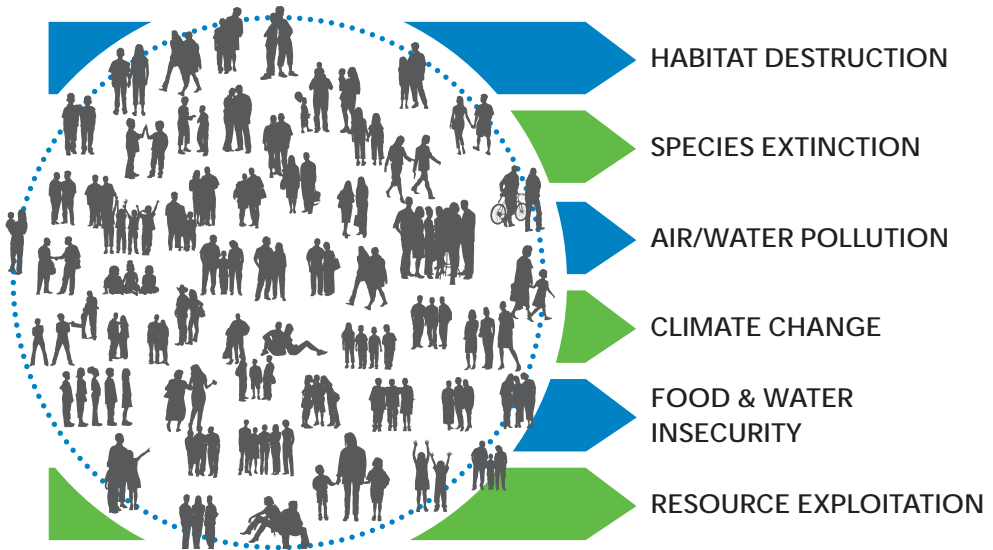 HABITAT DESTRUCTION
SPECIES EXTINCTION
AIR/WATER POLLUTION
CLIMATE CHANGE
FOOD & WATER
INSECURITY
RESOURCE EXPLOITATION